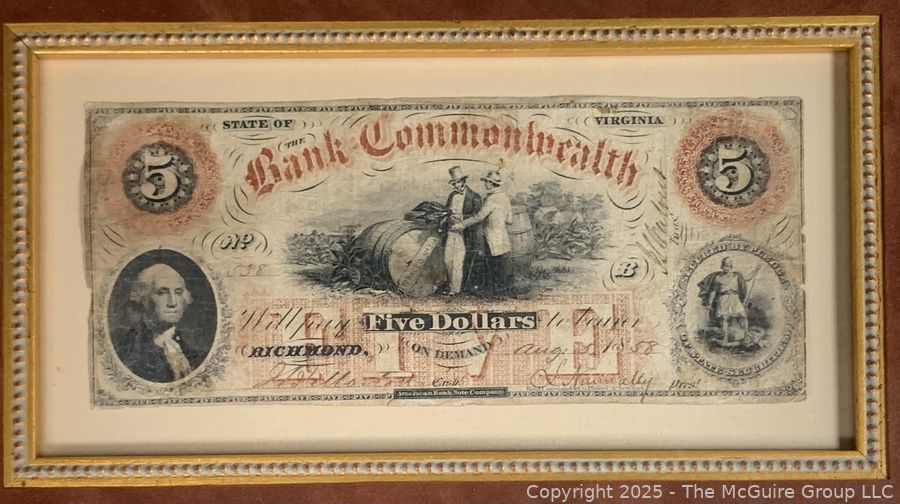 STATE OF VIRGINIA
THE
Bank Commonwealth
5 5
No B
538
SECURED BY PLEDGE
OF STATE SECURITIES
Will pay Five Dollars to bearer
RICHMOND, ON DEMAND Aug. 1858
FIVE
Cash. Prest
American Bank Note Company.
Copyright 2025 - The McGuire Group LLC